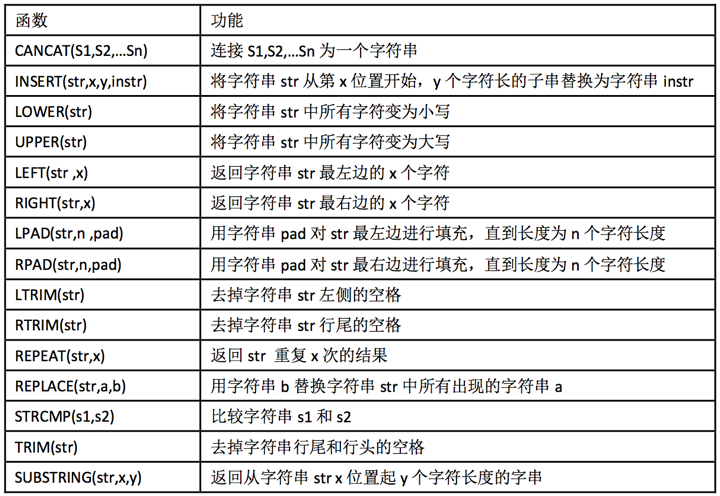 函数 功能
CANCAT(S1,S2,...Sn) 连接 S1,S2,...Sn 为一个字符串
INSERT(str,x,y,instr) 将字符串 str 从第 x 位置开始，y 个字符长的子串替换为字符串 instr
LOWER(str) 将字符串 str 中所有字符变为小写
UPPER(str) 将字符串 str 中所有字符变为大写
LEFT(str ,x) 返回字符串 str 最左边的 x 个字符
RIGHT(str,x) 返回字符串 str 最右边的 x 个字符
LPAD(str,n ,pad) 用字符串 pad 对 str 最左边进行填充，直到长度为 n 个字符长度
RPAD(str,n,pad) 用字符串 pad 对 str 最右边进行填充，直到长度为 n 个字符长度
LTRIM(str) 去掉字符串 str 左侧的空格
RTRIM(str) 去掉字符串 str 行尾的空格
REPEAT(str,x) 返回 str 重复 x 次的结果
REPLACE(str,a,b) 用字符串 b 替换字符串 str 中所有出现的字符串 a
STRCMP(s1,s2) 比较字符串 s1 和 s2
TRIM(str) 去掉字符串行尾和行头的空格
SUBSTRING(str,x,y) 返回从字符串 str x 位置起 y 个字符长度的字串